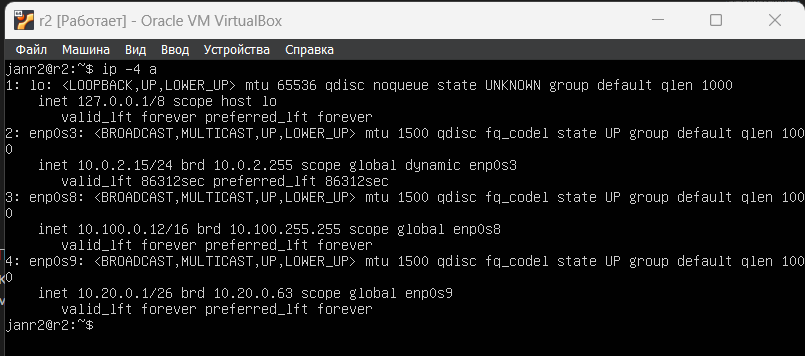 r2 [Работает] - Oracle VM VirtualBox
Файл Машина Вид Ввод Устройства Справка
janr2@r2:~$ ip -4 a
1: lo: <LOOPBACK,UP,LOWER_UP> mtu 65536 qdisc noqueue state UNKNOWN group default qlen 1000
    inet 127.0.0.1/8 scope host lo
       valid_lft forever preferred_lft forever
2: enp0s3: <BROADCAST,MULTICAST,UP,LOWER_UP> mtu 1500 qdisc fq_codel state UP group default qlen 100
0
    inet 10.0.2.15/24 brd 10.0.2.255 scope global dynamic enp0s3
       valid_lft 86312sec preferred_lft 86312sec
3: enp0s8: <BROADCAST,MULTICAST,UP,LOWER_UP> mtu 1500 qdisc fq_codel state UP group default qlen 100
0
    inet 10.100.0.12/16 brd 10.100.255.255 scope global enp0s8
       valid_lft forever preferred_lft forever
4: enp0s9: <BROADCAST,MULTICAST,UP,LOWER_UP> mtu 1500 qdisc fq_codel state UP group default qlen 100
0
    inet 10.20.0.1/26 brd 10.20.0.63 scope global enp0s9
       valid_lft forever preferred_lft forever
janr2@r2:~$